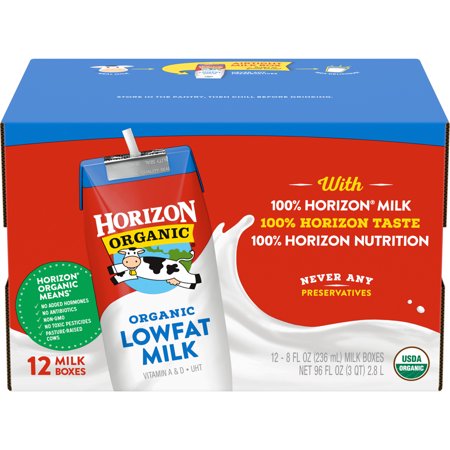 AIRTIGHT
MILK BOX
STORE IN THE PANTRY, THEN CHILL BEFORE DRINKING.
HORIZON
ORGANIC
ORGANIC
LOWFAT
MILK
VITAMIN A & D • UHT
HORIZON®
ORGANIC
MEANS*
✓ NO ADDED HORMONES
✓ NO ANTIBIOTICS
✓ NON-GMO
✓ NO TOXIC PESTICIDES
✓ PASTURE-RAISED
COWS
12 MILK
BOXES
With
100% HORIZON® MILK
100% HORIZON TASTE
100% HORIZON NUTRITION
NEVER ANY
PRESERVATIVES
12 - 8 FL OZ (236 mL) MILK BOXES
NET 96 FL OZ (3 QT) 2.8 L
USDA
ORGANIC